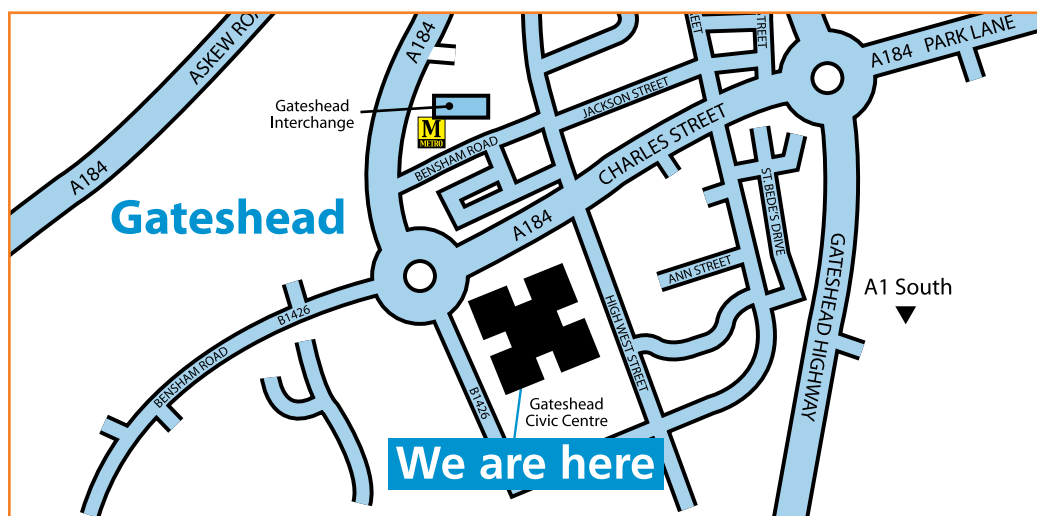 ASKEW RO
A184
STREET
A184 PARK LANE
Gateshead
Interchange
M
METRO
JACKSON STREET
BENSHAM ROAD
CHARLES STREET
A184
Gateshead
A184
ST. BEDE'S DRIVE
ANN STREET
GATESHEAD HIGHWAY
A1 South
B1426
HIGH WEST STREET
BENSHAM ROAD
B1426
Gateshead
Civic Centre
We are here